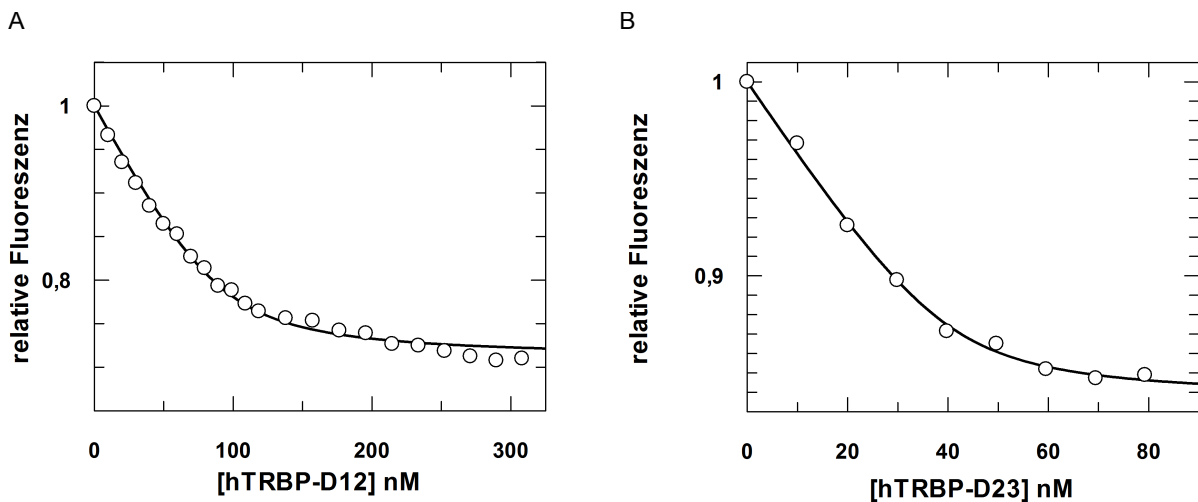 A
relative Fluoreszenz
1
0,8
0 100 200 300
[hTRBP-D12] nM
B
relative Fluoreszenz
1
0,9
0 20 40 60 80
[hTRBP-D23] nM